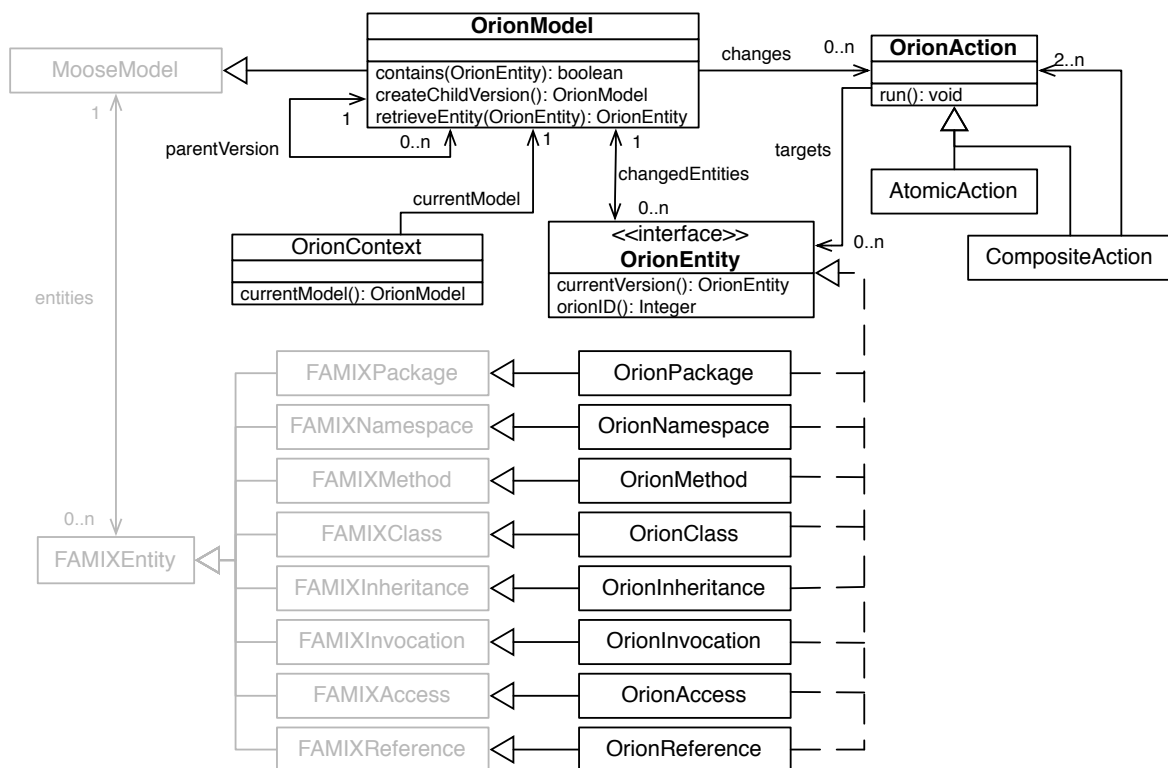 OrionModel
contains(OrionEntity): boolean
createChildVersion(): OrionModel
retrieveEntity(OrionEntity): OrionEntity
MooseModel
1
changes
0..n
OrionAction
run(): void
2..n
1
0..n
parentVersion
1
1
changedEntities
0..n
targets
0..n
AtomicAction
CompositeAction
currentModel
OrionContext
currentModel(): OrionModel
<<interface>>
OrionEntity
currentVersion(): OrionEntity
orionID(): Integer
entities
0..n
FAMIXEntity
FAMIXPackage
OrionPackage
FAMIXNamespace
OrionNamespace
FAMIXMethod
OrionMethod
FAMIXClass
OrionClass
FAMIXInheritance
OrionInheritance
FAMIXInvocation
OrionInvocation
FAMIXAccess
OrionAccess
FAMIXReference
OrionReference